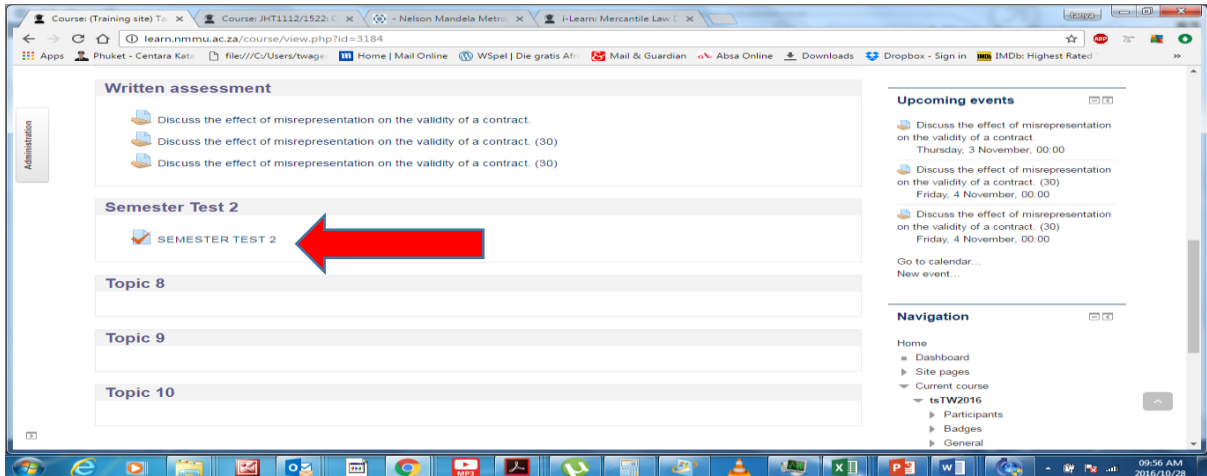 Course: (Training site) Ta
Course: JHT1112/1522: C
- Nelson Mandela Metro
i-Learn: Mercantile Law D
learn.nmmu.ac.za/course/view.php?id=3184
Apps
Phuket - Centara Kata
file:///C:/Users/twage
Home | Mail Online
WSpel | Die gratis Afr
Mail & Guardian
Absa Online
Downloads
Dropbox - Sign in
IMDb: Highest Rated
Administration
Written assessment
Discuss the effect of misrepresentation on the validity of a contract.
Discuss the effect of misrepresentation on the validity of a contract. (30)
Discuss the effect of misrepresentation on the validity of a contract. (30)
Semester Test 2
SEMESTER TEST 2
Topic 8
Topic 9
Topic 10
Upcoming events
Discuss the effect of misrepresentation
on the validity of a contract.
Thursday, 3 November, 00:00
Discuss the effect of misrepresentation
on the validity of a contract. (30)
Friday, 4 November, 00:00
Discuss the effect of misrepresentation
on the validity of a contract. (30)
Friday, 4 November, 00:00
Go to calendar...
New event...
Navigation
Home
Dashboard
Site pages
Current course
tsTW2016
Participants
Badges
General
09:56 AM
2016/10/28